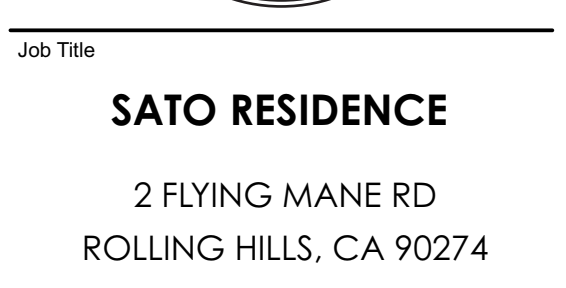 Job Title
SATO RESIDENCE
2 FLYING MANE RD
ROLLING HILLS, CA 90274